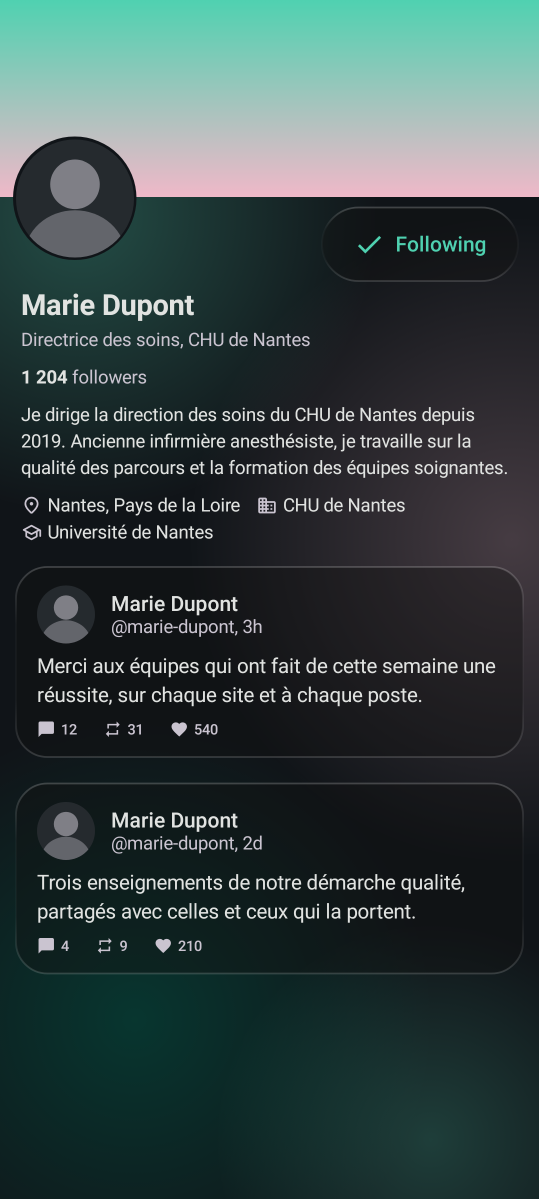 Following
Marie Dupont
Directrice des soins, CHU de Nantes
1 204 followers
Je dirige la direction des soins du CHU de Nantes depuis
2019. Ancienne infirmière anesthésiste, je travaille sur la
qualité des parcours et la formation des équipes soignantes.
Nantes, Pays de la Loire CHU de Nantes
Université de Nantes
Marie Dupont
@marie-dupont, 3h
Merci aux équipes qui ont fait de cette semaine une
réussite, sur chaque site et à chaque poste.
12 31 540
Marie Dupont
@marie-dupont, 2d
Trois enseignements de notre démarche qualité,
partagés avec celles et ceux qui la portent.
4 9 210